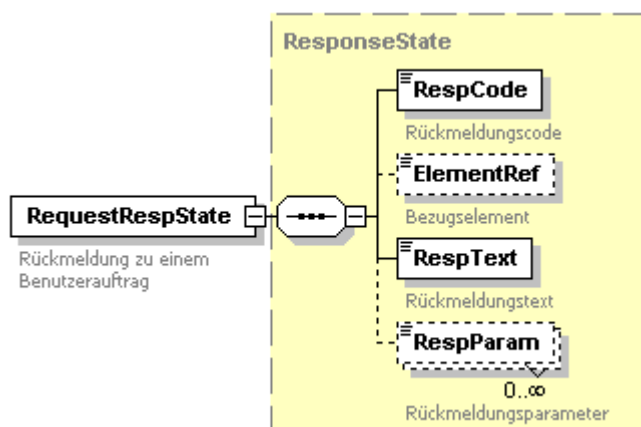 ResponseState
RespCode
Rückmeldungscode
ElementRef
Bezugselement
RequestRespState
Rückmeldung zu einem
Benutzerauftrag
RespText
Rückmeldungstext
RespParam
0..∞
Rückmeldungsparameter